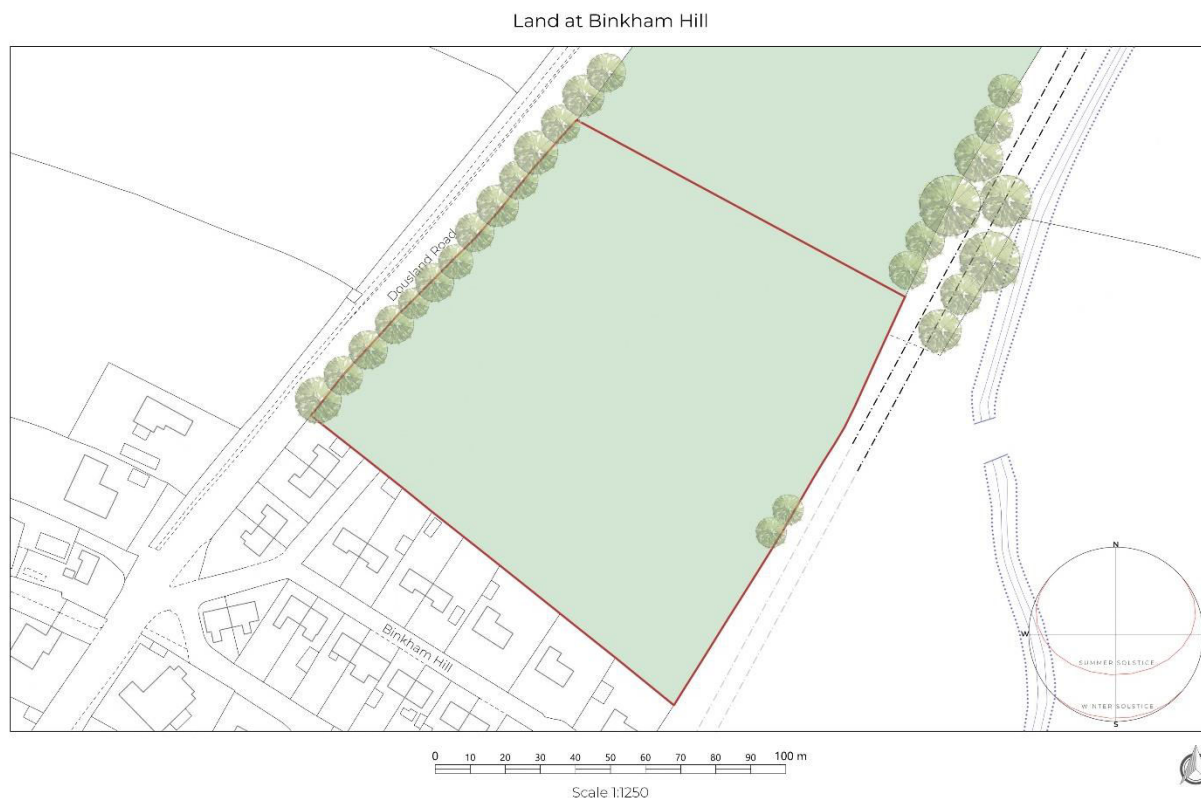 Land at Binkham Hill
Dousland Road
Binkham Hill
N
W
SUMMER SOLSTICE
WINTER SOLSTICE
S
0 10 20 30 40 50 60 70 80 90 100 m
Scale 1:1250